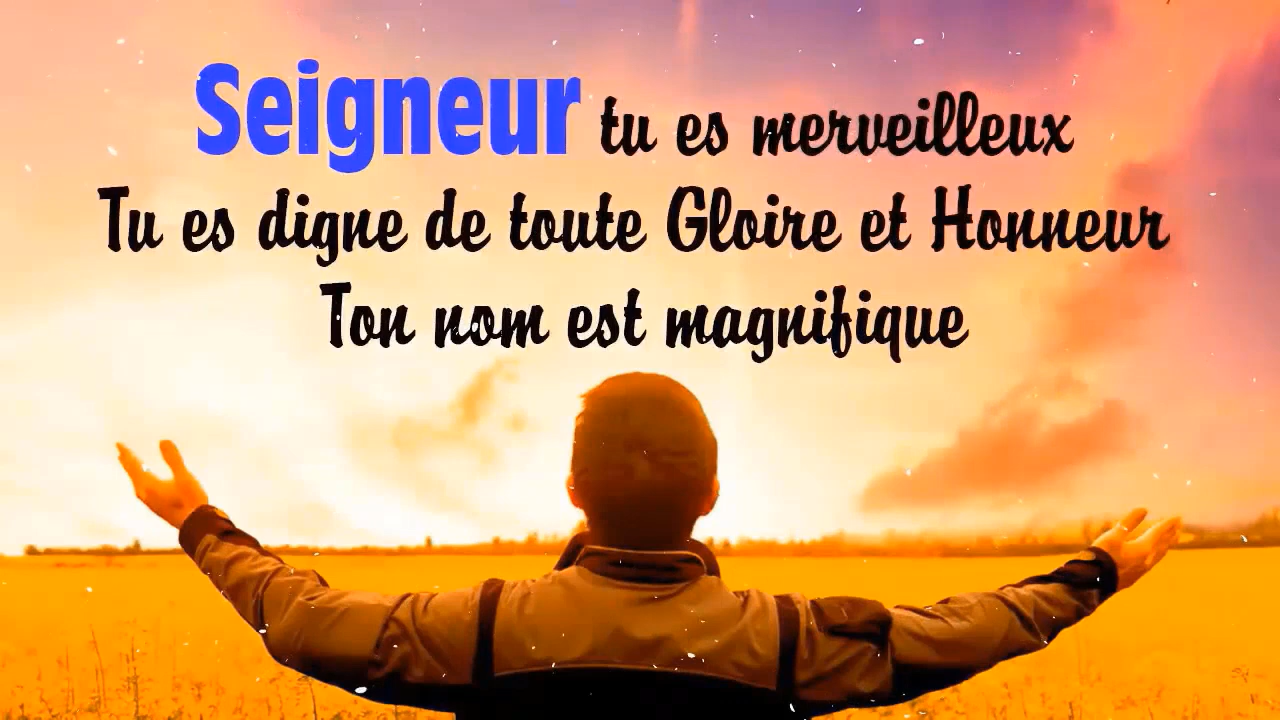 Seigneur tu es merveilleux
Tu es digne de toute Gloire et Honneur
Ton nom est magnifique